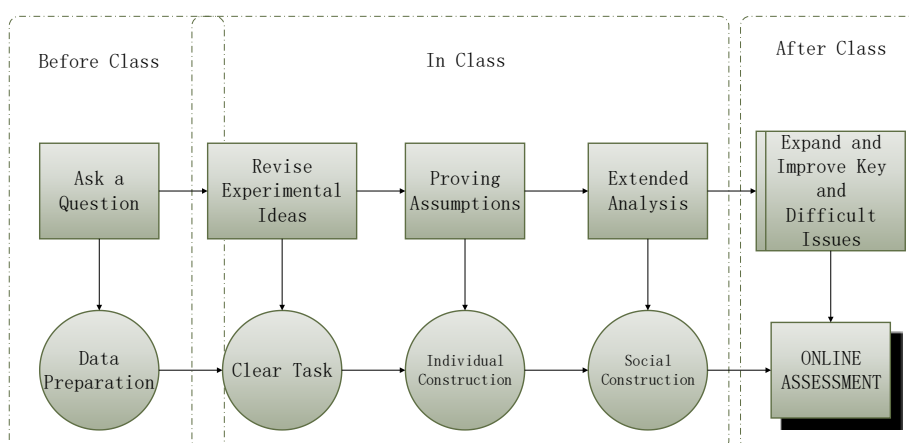 Before Class
In Class
After Class
Ask a
Question
Revise
Experimental
Ideas
Proving
Assumptions
Extended
Analysis
Expand and
Improve Key
and
Difficult
Issues
Data
Preparation
Clear Task
Individual
Construction
Social
Construction
ONLINE
ASSESSMENT